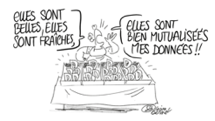 ELLES SONT
BELLES, ELLES
SONT FRAÎCHES,
ELLES SONT
BIEN MUTUALISÉES
MES DONNÉES !!